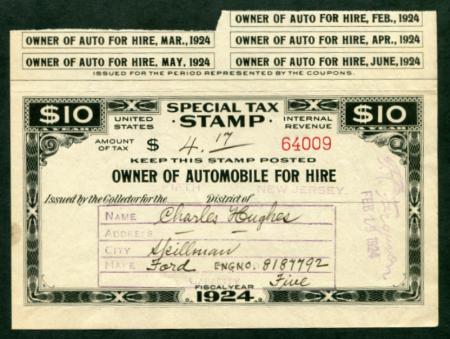 OWNER OF AUTO FOR HIRE, FEB., 1924
OWNER OF AUTO FOR HIRE, MAR., 1924
OWNER OF AUTO FOR HIRE, APR., 1924
OWNER OF AUTO FOR HIRE, MAY, 1924
OWNER OF AUTO FOR HIRE, JUNE, 1924
ISSUED FOR THE PERIOD REPRESENTED BY THE COUPONS.
$10 SPECIAL TAX $10
A YEAR UNITED STATES STAMP INTERNAL REVENUE A YEAR
AMOUNT OF TAX $ 4.17 64009
KEEP THIS STAMP POSTED
OWNER OF AUTOMOBILE FOR HIRE
FIFTH NEW JERSEY
Issued by the Collector for the District of
NAME Charles Hughes
ADDRESS —
CITY Skillman
MAKE Ford ENG NO. 8187792
Five
FISCAL YEAR
1924
FEB 1924